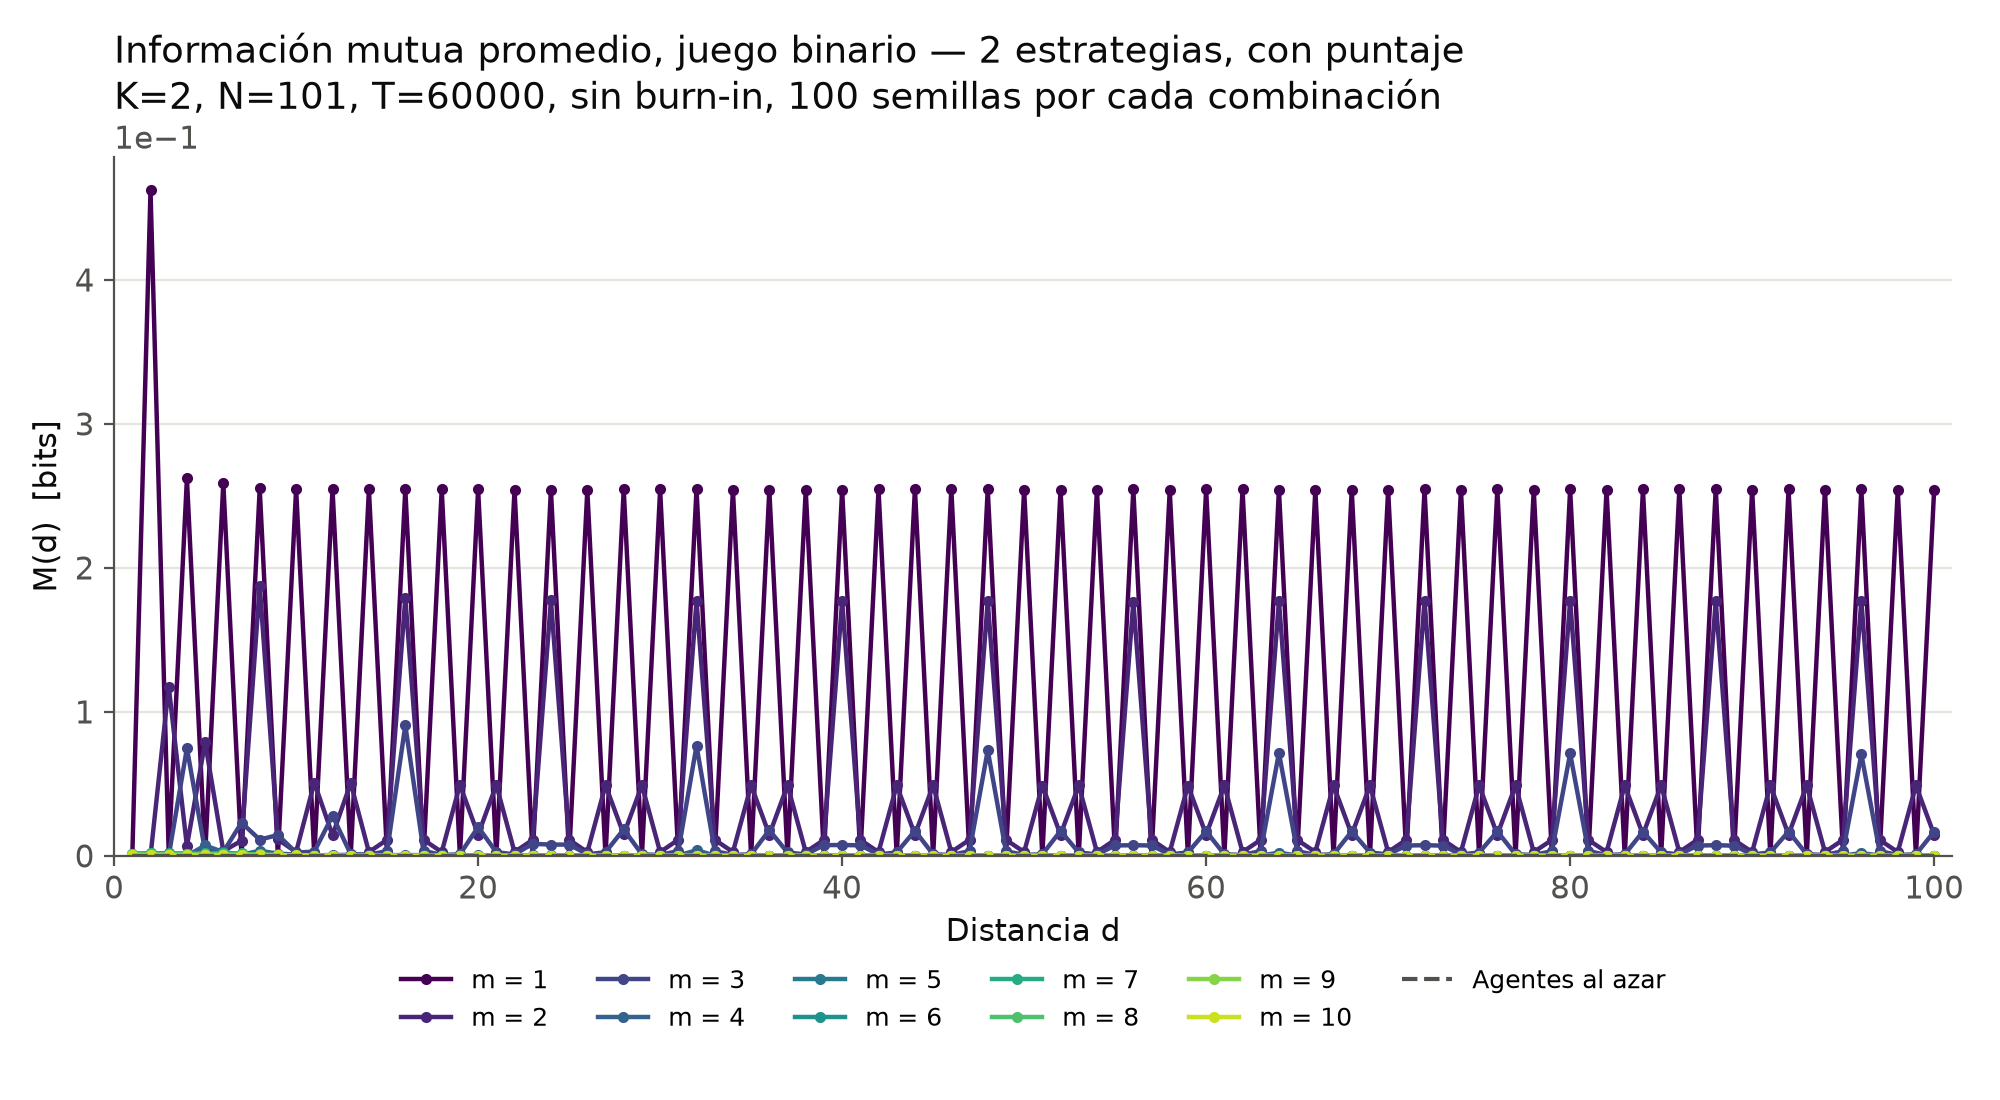 Información mutua promedio, juego binario — 2 estrategias, con puntaje
K=2, N=101, T=60000, sin burn-in, 100 semillas por cada combinación
1e−1
4
3
2
1
0
M(d) [bits]
0 20 40 60 80 100
Distancia d
m = 1 m = 3 m = 5 m = 7 m = 9 Agentes al azar
m = 2 m = 4 m = 6 m = 8 m = 10